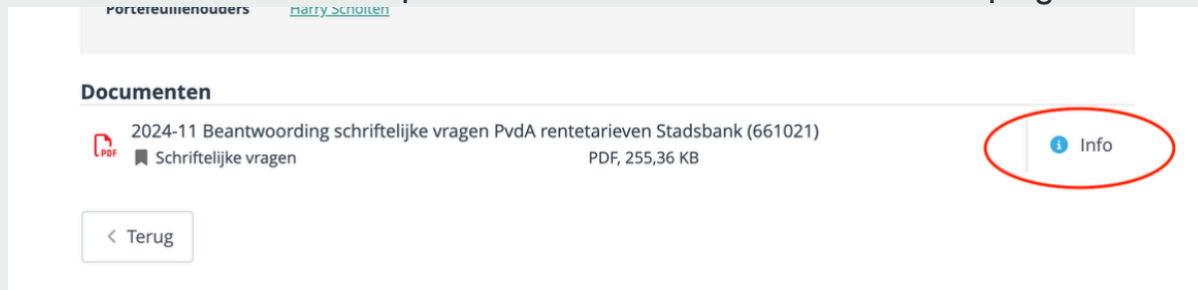 Portefeuillehouders Harry Scholten
Documenten
PDF 2024-11 Beantwoording schriftelijke vragen PvdA rentetarieven Stadsbank (661021)
Schriftelijke vragen PDF, 255,36 KB
Info
Terug